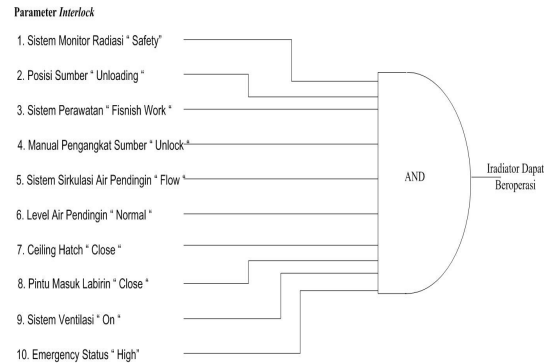 Parameter Interlock
1. Sistem Monitor Radiasi “ Safety”
2. Posisi Sumber “ Unloading “
3. Sistem Perawatan “ Fisnish Work “
4. Manual Pengangkat Sumber “ Unlock “
5. Sistem Sirkulasi Air Pendingin “ Flow “
6. Level Air Pendingin “ Normal “
7. Ceiling Hatch “ Close “
8. Pintu Masuk Labirin “ Close “
9. Sistem Ventilasi “ On “
10. Emergency Status “ High”
AND
Iradiator Dapat
Beroperasi